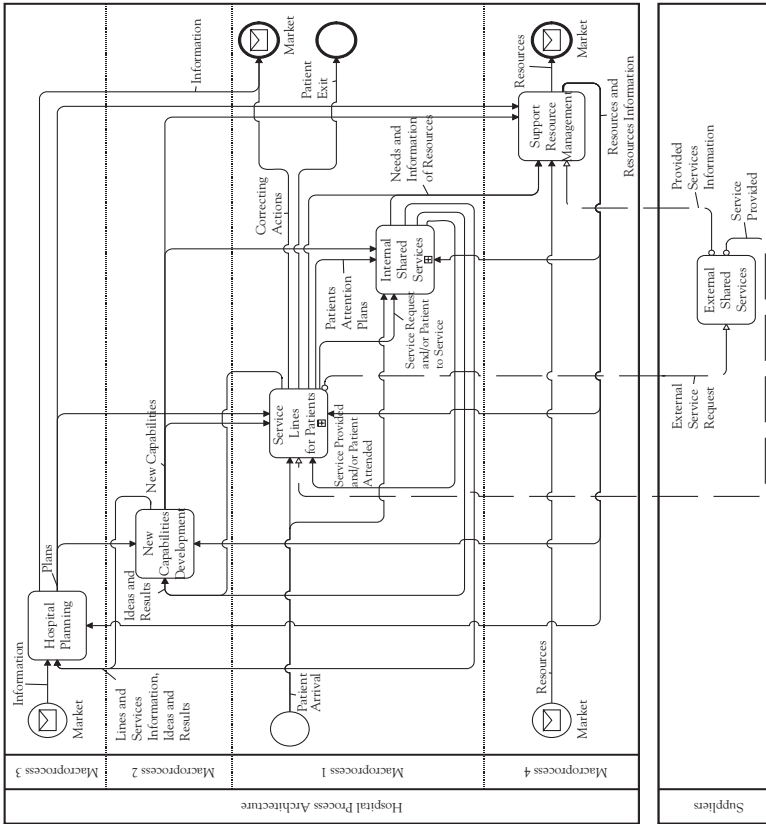 Hospital Process Architecture
Macroprocess 3
Macroprocess 2
Macroprocess 1
Macroprocess 4
Suppliers
Market
Information
Hospital
Planning
Plans
Information
Market
Lines and
Services
Information,
Ideas and
Results
Ideas and
Results
New
Capabilities
Development
New Capabilities
Patient
Arrival
Service
Lines
for Patients
Service Provided
and/or Patient
Attended
Correcting
Actions
Patient
Exit
Patients
Attention
Plans
Service Request
and/or Patient
to Service
Internal
Shared
Services
Needs and
Information
of Resources
Market
Resources
Support
Resource
Management
Resources
Market
Resources and
Resources Information
External
Service
Request
External
Shared
Services
Provided
Services
Information
Service
Provided